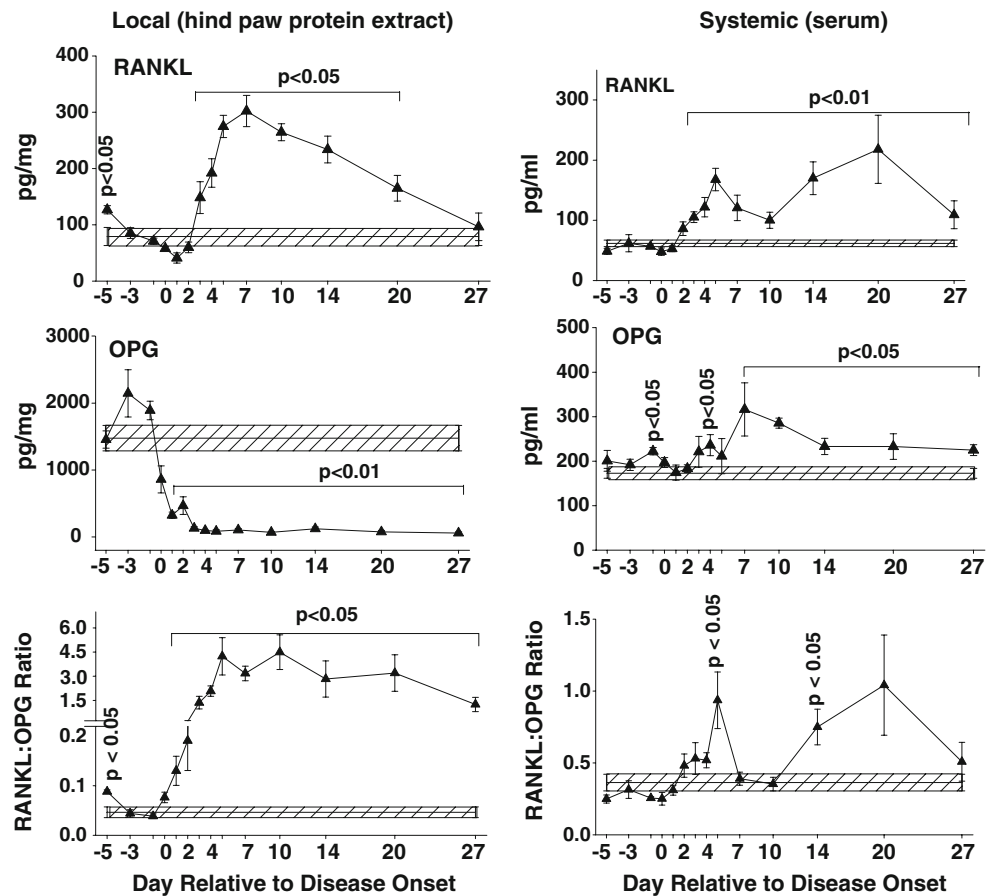 Local (hind paw protein extract)
Systemic (serum)
RANKL
p<0.05
p<0.05
pg/mg
400
300
200
100
0
-5 -3 0 2 4 7 10 14 20 27
RANKL
p<0.01
pg/ml
300
200
100
0
-5 -3 0 2 4 7 10 14 20 27
OPG
p<0.01
pg/mg
3000
2000
1000
0
-5 -3 0 2 4 7 10 14 20 27
OPG
p<0.05
p<0.05
p<0.05
pg/ml
500
400
300
200
100
0
-5 -3 0 2 4 7 10 14 20 27
p<0.05
p < 0.05
RANKL:OPG Ratio
6.0
4.5
3.0
1.5
0.2
0.1
0.0
-5 -3 0 2 4 7 10 14 20 27
Day Relative to Disease Onset
p < 0.05
p < 0.05
RANKL:OPG Ratio
1.5
1.0
0.5
0.0
-5 -3 0 2 4 7 10 14 20 27
Day Relative to Disease Onset